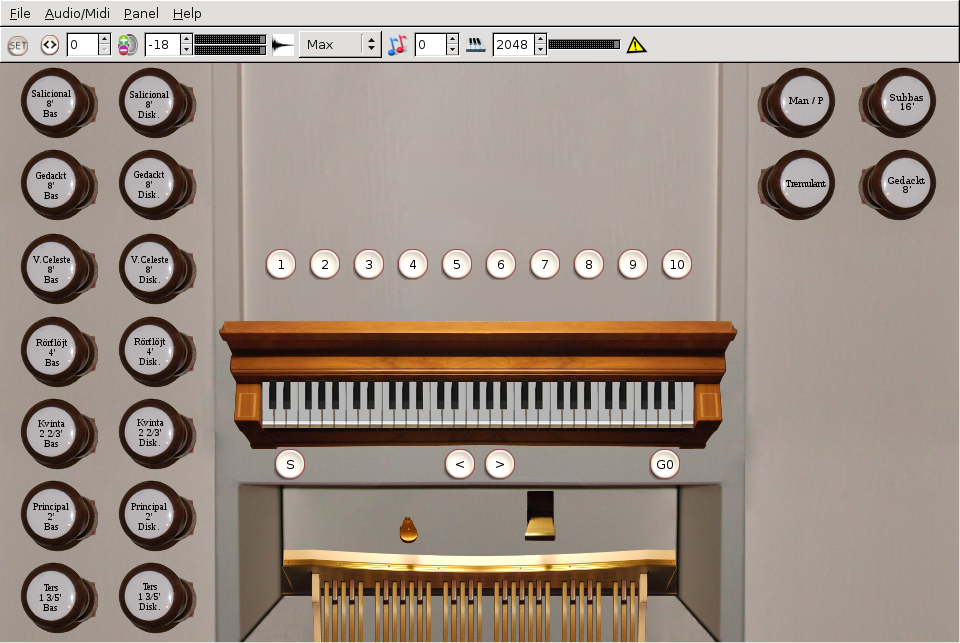 File Audio/Midi Panel Help
SET 0 -18 Max 0 2048
Salicional
8'
Bas
Salicional
8'
Disk.
Man / P
Subbas
16'
Gedackt
8'
Bas
Gedackt
8'
Disk.
Tremulant
Gedackt
8'
V.Celeste
8'
Bas
V.Celeste
8'
Disk.
1 2 3 4 5 6 7 8 9 10
Rörflöjt
4'
Bas
Rörflöjt
4'
Disk.
Kvinta
2 2/3'
Bas
Kvinta
2 2/3'
Disk.
S < > G0
Principal
2'
Bas
Principal
2'
Disk.
Ters
1 3/5'
Bas
Ters
1 3/5'
Disk.